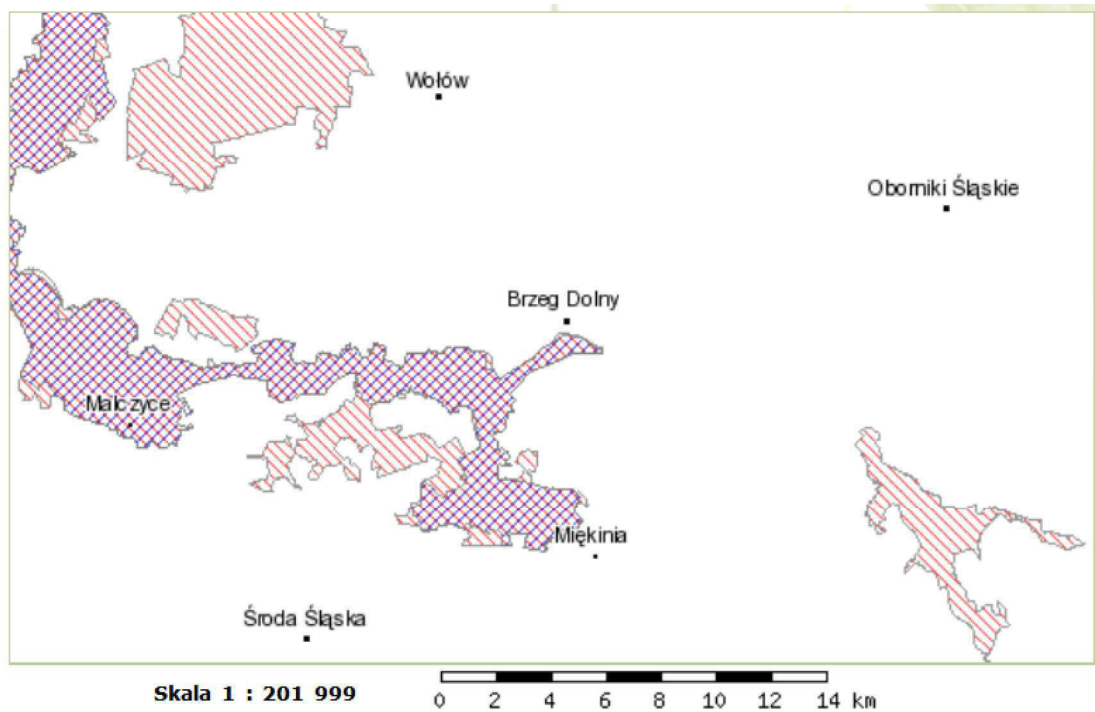 Wołów
Oborniki Śląskie
Brzeg Dolny
Malczyce
Miękinia
Środa Śląska
Skala 1 : 201 999
0 2 4 6 8 10 12 14 km